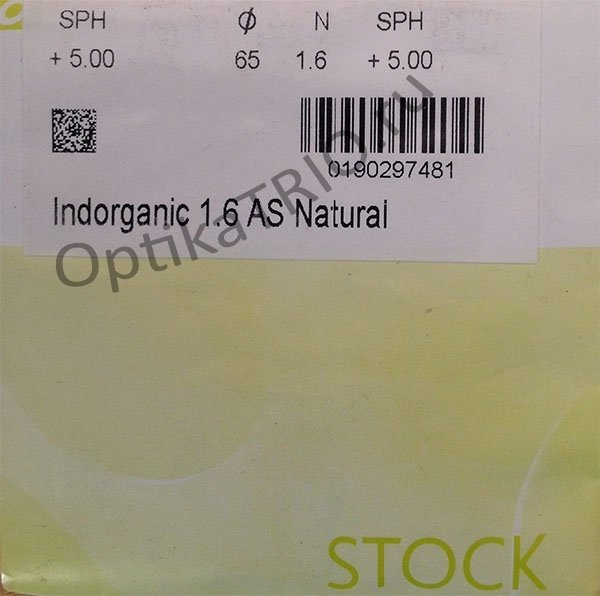 SPH Ø N SPH
+ 5.00 65 1.6 + 5.00
0190297481
Indorganic 1.6 AS Natural
OptikaTRIO.ru
STOCK